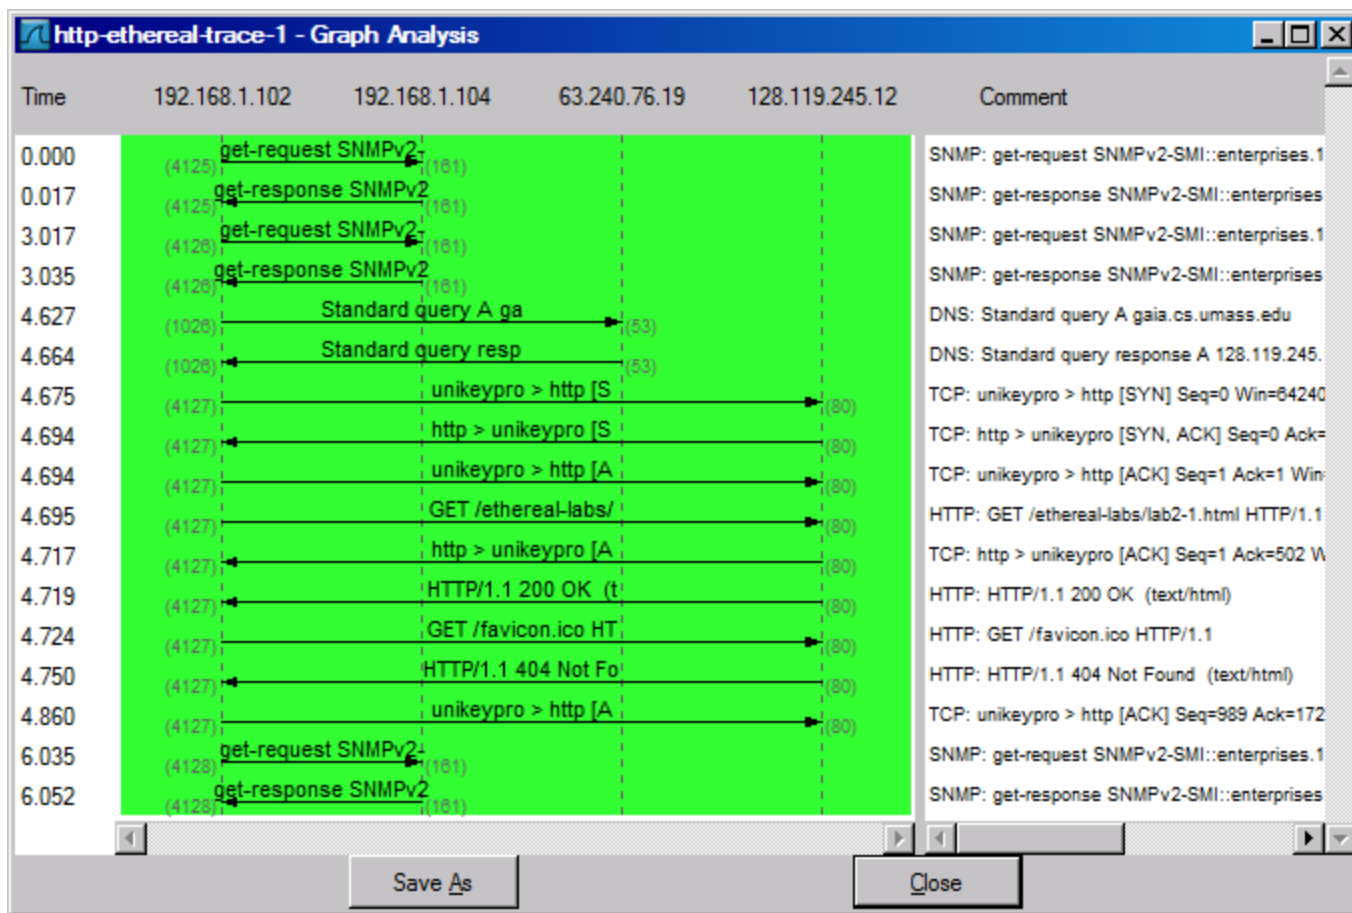 http-ethereal-trace-1 - Graph Analysis
Time 192.168.1.102 192.168.1.104 63.240.76.19 128.119.245.12 Comment
0.000 (4125) get-request SNMPv2- (161) SNMP: get-request SNMPv2-SMI::enterprises.1
0.017 (4125) get-response SNMPv2 (161) SNMP: get-response SNMPv2-SMI::enterprises
3.017 (4126) get-request SNMPv2- (161) SNMP: get-request SNMPv2-SMI::enterprises.1
3.035 (4126) get-response SNMPv2 (161) SNMP: get-response SNMPv2-SMI::enterprises
4.627 (1026) Standard query A ga (53) DNS: Standard query A gaia.cs.umass.edu
4.664 (1026) Standard query resp (53) DNS: Standard query response A 128.119.245.
4.675 (4127) unikeypro > http [S (80) TCP: unikeypro > http [SYN] Seq=0 Win=64240
4.694 (4127) http > unikeypro [S (80) TCP: http > unikeypro [SYN, ACK] Seq=0 Ack=
4.694 (4127) unikeypro > http [A (80) TCP: unikeypro > http [ACK] Seq=1 Ack=1 Win
4.695 (4127) GET /ethereal-labs/ (80) HTTP: GET /ethereal-labs/lab2-1.html HTTP/1.1
4.717 (4127) http > unikeypro [A (80) TCP: http > unikeypro [ACK] Seq=1 Ack=502 W
4.719 (4127) HTTP/1.1 200 OK (t (80) HTTP: HTTP/1.1 200 OK (text/html)
4.724 (4127) GET /favicon.ico HT (80) HTTP: GET /favicon.ico HTTP/1.1
4.750 (4127) HTTP/1.1 404 Not Fo (80) HTTP: HTTP/1.1 404 Not Found (text/html)
4.860 (4127) unikeypro > http [A (80) TCP: unikeypro > http [ACK] Seq=989 Ack=172
6.035 (4128) get-request SNMPv2- (161) SNMP: get-request SNMPv2-SMI::enterprises.1
6.052 (4128) get-response SNMPv2 (161) SNMP: get-response SNMPv2-SMI::enterprises
Save As Close